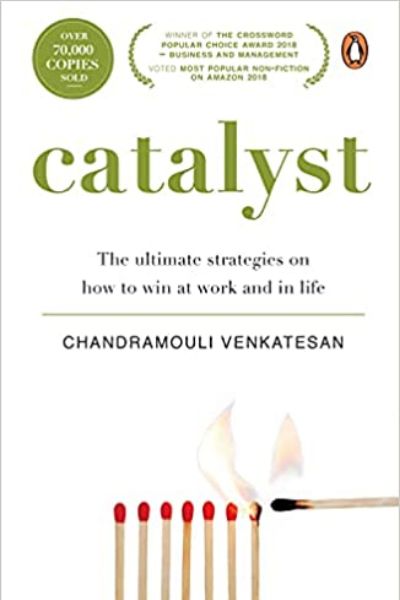 OVER
70,000
COPIES
SOLD
WINNER OF THE CROSSWORD
POPULAR CHOICE AWARD 2018
– BUSINESS AND MANAGEMENT
VOTED MOST POPULAR NON-FICTION
ON AMAZON 2018
catalyst
The ultimate strategies on
how to win at work and in life
CHANDRAMOULI VENKATESAN